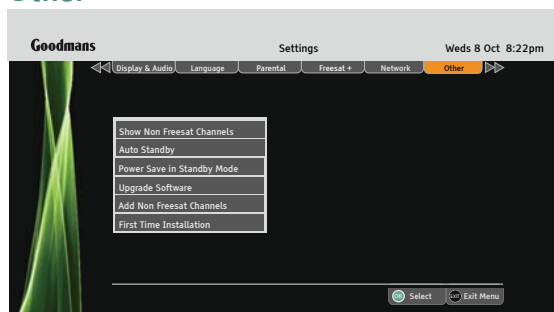 Other
Goodmans Settings Weds 8 Oct 8:22pm
Display & Audio Language Parental Freesat + Network Other
Show Non Freesat Channels
Auto Standby
Power Save in Standby Mode
Upgrade Software
Add Non Freesat Channels
First Time Installation
OK Select EXIT Exit Menu